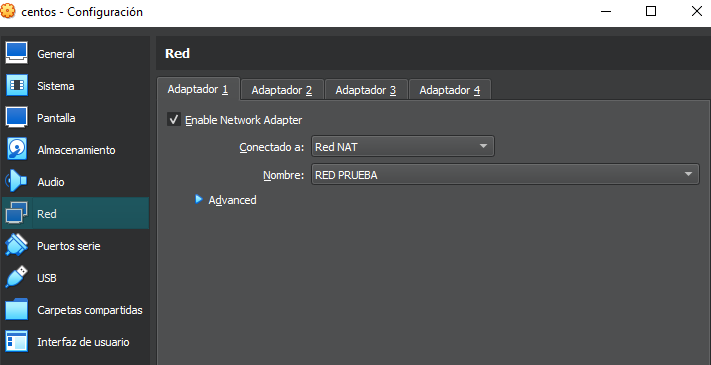 centos - Configuración
General
Sistema
Pantalla
Almacenamiento
Audio
Red
Puertos serie
USB
Carpetas compartidas
Interfaz de usuario
Red
Adaptador 1 Adaptador 2 Adaptador 3 Adaptador 4
Enable Network Adapter
Conectado a: Red NAT
Nombre: RED PRUEBA
Advanced